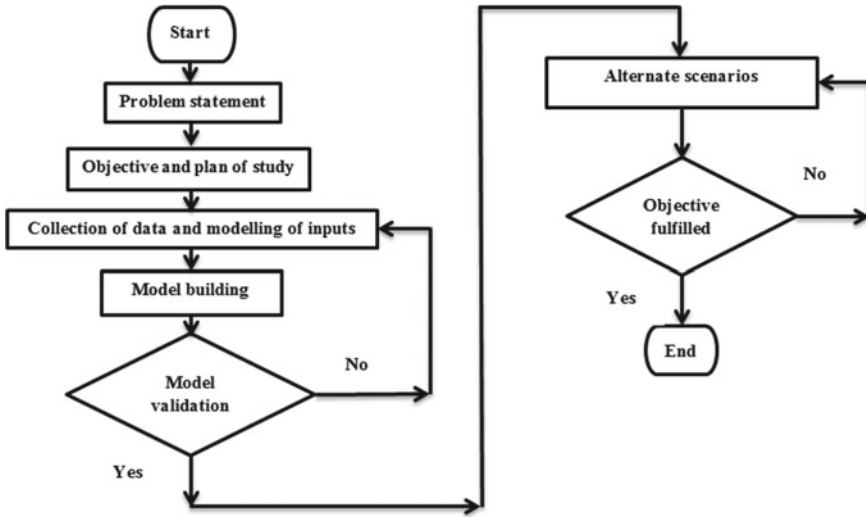 Start
Problem statement
Objective and plan of study
Collection of data and modelling of inputs
Model building
Model
validation
No
Yes
Alternate scenarios
Objective
fulfilled
No
Yes
End